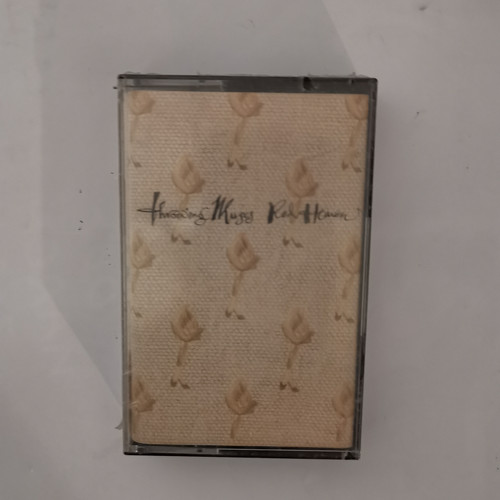 Throwing Muses Red Heaven